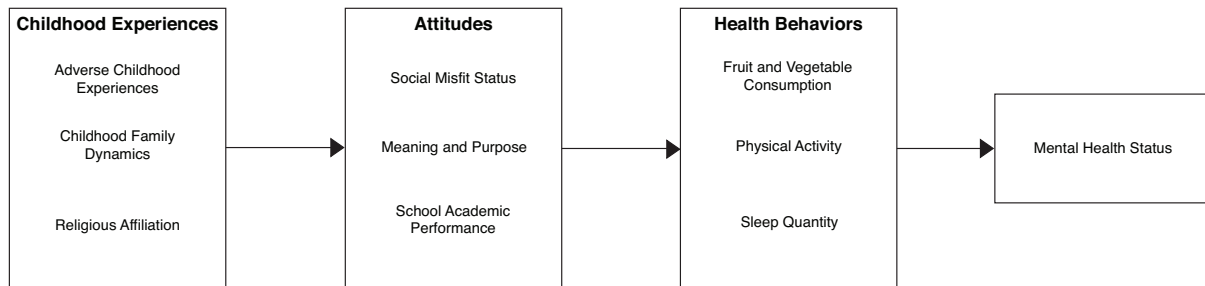 Childhood Experiences
Adverse Childhood
Experiences
Childhood Family
Dynamics
Religious Affiliation
Attitudes
Social Misfit Status
Meaning and Purpose
School Academic
Performance
Health Behaviors
Fruit and Vegetable
Consumption
Physical Activity
Sleep Quantity
Mental Health Status